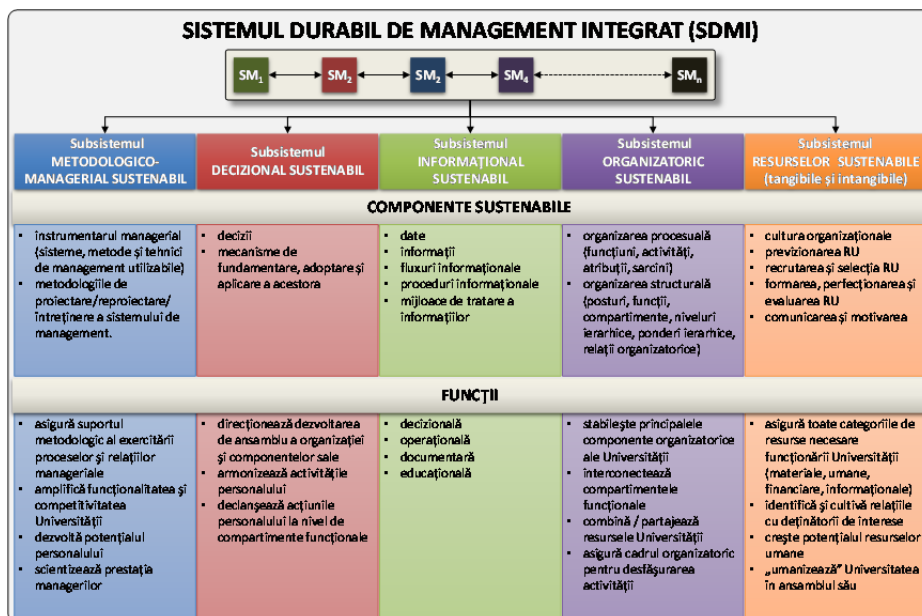 SISTEMUL DURABIL DE MANAGEMENT INTEGRAT (SDMI)
SM1
SM2
SM2
SM4
SMn
Subsistemul
METODOLOGICO-
MANAGERIAL SUSTENABIL
Subsistemul
DECIZIONAL SUSTENABIL
Subsistemul
INFORMAȚIONAL
SUSTENABIL
Subsistemul
ORGANIZATORIC
SUSTENABIL
Subsistemul
RESURSELOR SUSTENABILE
(tangibile și intangibile)
COMPONENTE SUSTENABILE
• instrumentarul managerial
(sisteme, metode și tehnici
de management utilizabile)
• metodologiile de
proiectare/reproiectare/
întreținere a sistemului de
management.
• decizii
• mecanisme de
fundamentare, adoptare și
aplicare a acestora
• date
• informații
• fluxuri informaționale
• proceduri informaționale
• mijloace de tratare a
informațiilor
• organizarea procesuală
(funcțiuni, activități,
atribuții, sarcini)
• organizarea structurală
(posturi, funcții,
compartimente, niveluri
ierarhice, ponderi ierarhice,
relații organizatorice)
• cultura organizaționale
• previzionarea RU
• recrutarea și selecția RU
• formarea, perfecționarea și
evaluarea RU
• comunicarea și motivarea
FUNCȚII
• asigură suportul
metodologic al exercitării
proceselor și relațiilor
manageriale
• amplifică funcționalitatea și
competitivitatea
Universității
• dezvoltă potențialul
personalului
• scientizează prestația
managerilor
• direcționează dezvoltarea
de ansamblu a organizației
și componentelor sale
• armonizează activitățile
personalului
• declanșează acțiunile
personalului la nivel de
compartimente funcționale
• decizională
• operațională
• documentară
• educațională
• stabilește principalele
componente organizatorice
ale Universității
• interconectează
compartimentele
funcționale
• combină / partajează
resursele Universității
• asigură cadrul organizatoric
pentru desfășurarea
activității
• asigură toate categoriile de
resurse necesare
funcționării Universității
(materiale, umane,
financiare, informaționale)
• identifică și cultivă relațiile
cu deținătorii de interese
• crește potențialul resurselor
umane
• „umanizează” Universitatea
în ansamblul său